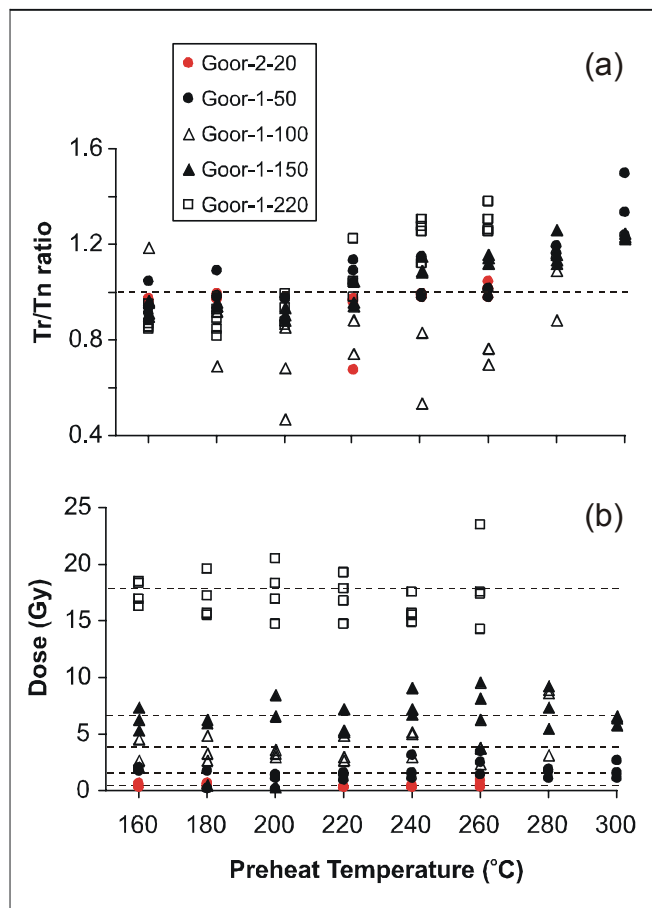 (a)
Goor-2-20
Goor-1-50
Goor-1-100
Goor-1-150
Goor-1-220
1.6
1.2
0.8
0.4
Tr/Tn ratio
(b)
25
20
15
10
5
0
Dose (Gy)
160 180 200 220 240 260 280 300
Preheat Temperature (°C)